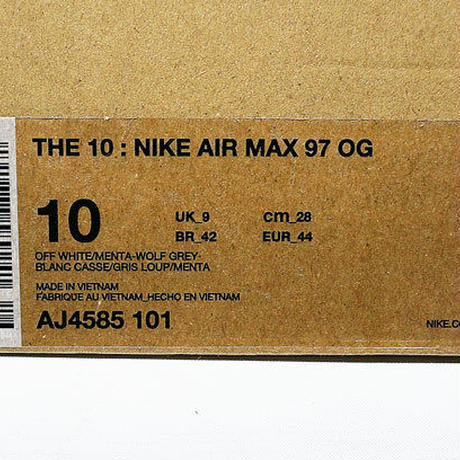 THE 10 : NIKE AIR MAX 97 OG
10
UK_9 cm_28
BR_42 EUR_44
OFF WHITE/MENTA-WOLF GREY-
BLANC CASSE/GRIS LOUP/MENTA
MADE IN VIETNAM
FABRIQUE AU VIETNAM_HECHO EN VIETNAM
AJ4585 101
NIKE.CO